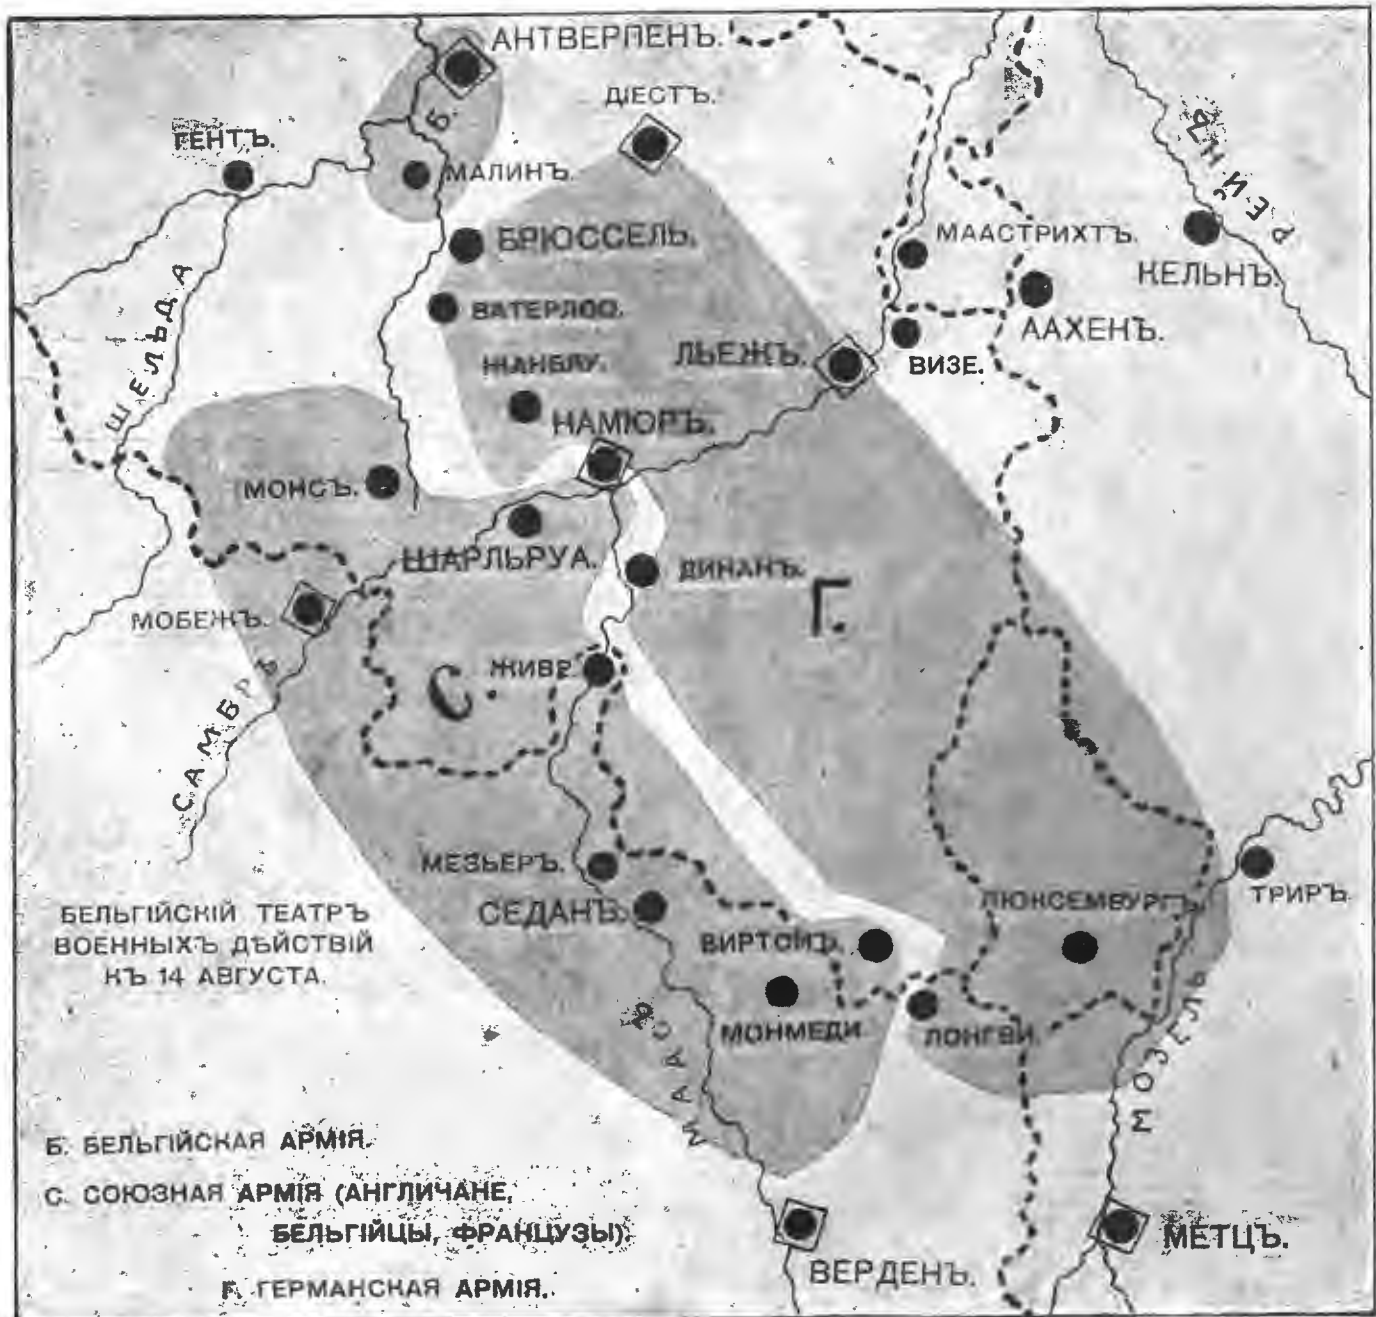 АНТВЕРПЕНЪ.
ДІЕСТЪ.
Б.
ГЕНТЪ.
МАЛИНЪ.
РЕЙНЪ
БРЮССЕЛЬ.
МААСТРИХТЪ.
КЕЛЬНЪ.
ШЕЛЬДА
ВАТЕРЛОО.
ААХЕНЪ.
ЖАНБЛУ.
ЛЬЕЖЪ.
ВИЗЕ.
НАМЮРЪ.
МОНСЪ.
ШАРЛЬРУА.
ДИНАНЪ.
Г.
МОБЕЖЪ.
ЖИВЕ.
С.
САМБРЪ
МЕЗЬЕРЪ.
СЕДАНЪ.
ЛЮКСЕМБУРГЪ
ТРИРЪ.
БЕЛЬГІЙСКІЙ ТЕАТРЪ
ВОЕННЫХЪ ДѢЙСТВІЙ
КЪ 14 АВГУСТА.
ВИРТОНЪ.
МОНМЕДИ
ЛОНГВИ.
МААСЪ
МОЗЕЛЬ
Б. БЕЛЬГІЙСКАЯ АРМІЯ.
С. СОЮЗНАЯ АРМІЯ (АНГЛИЧАНЕ,
БЕЛЬГІЙЦЫ, ФРАНЦУЗЫ).
Г. ГЕРМАНСКАЯ АРМІЯ.
ВЕРДЕНЪ.
МЕТЦЪ.